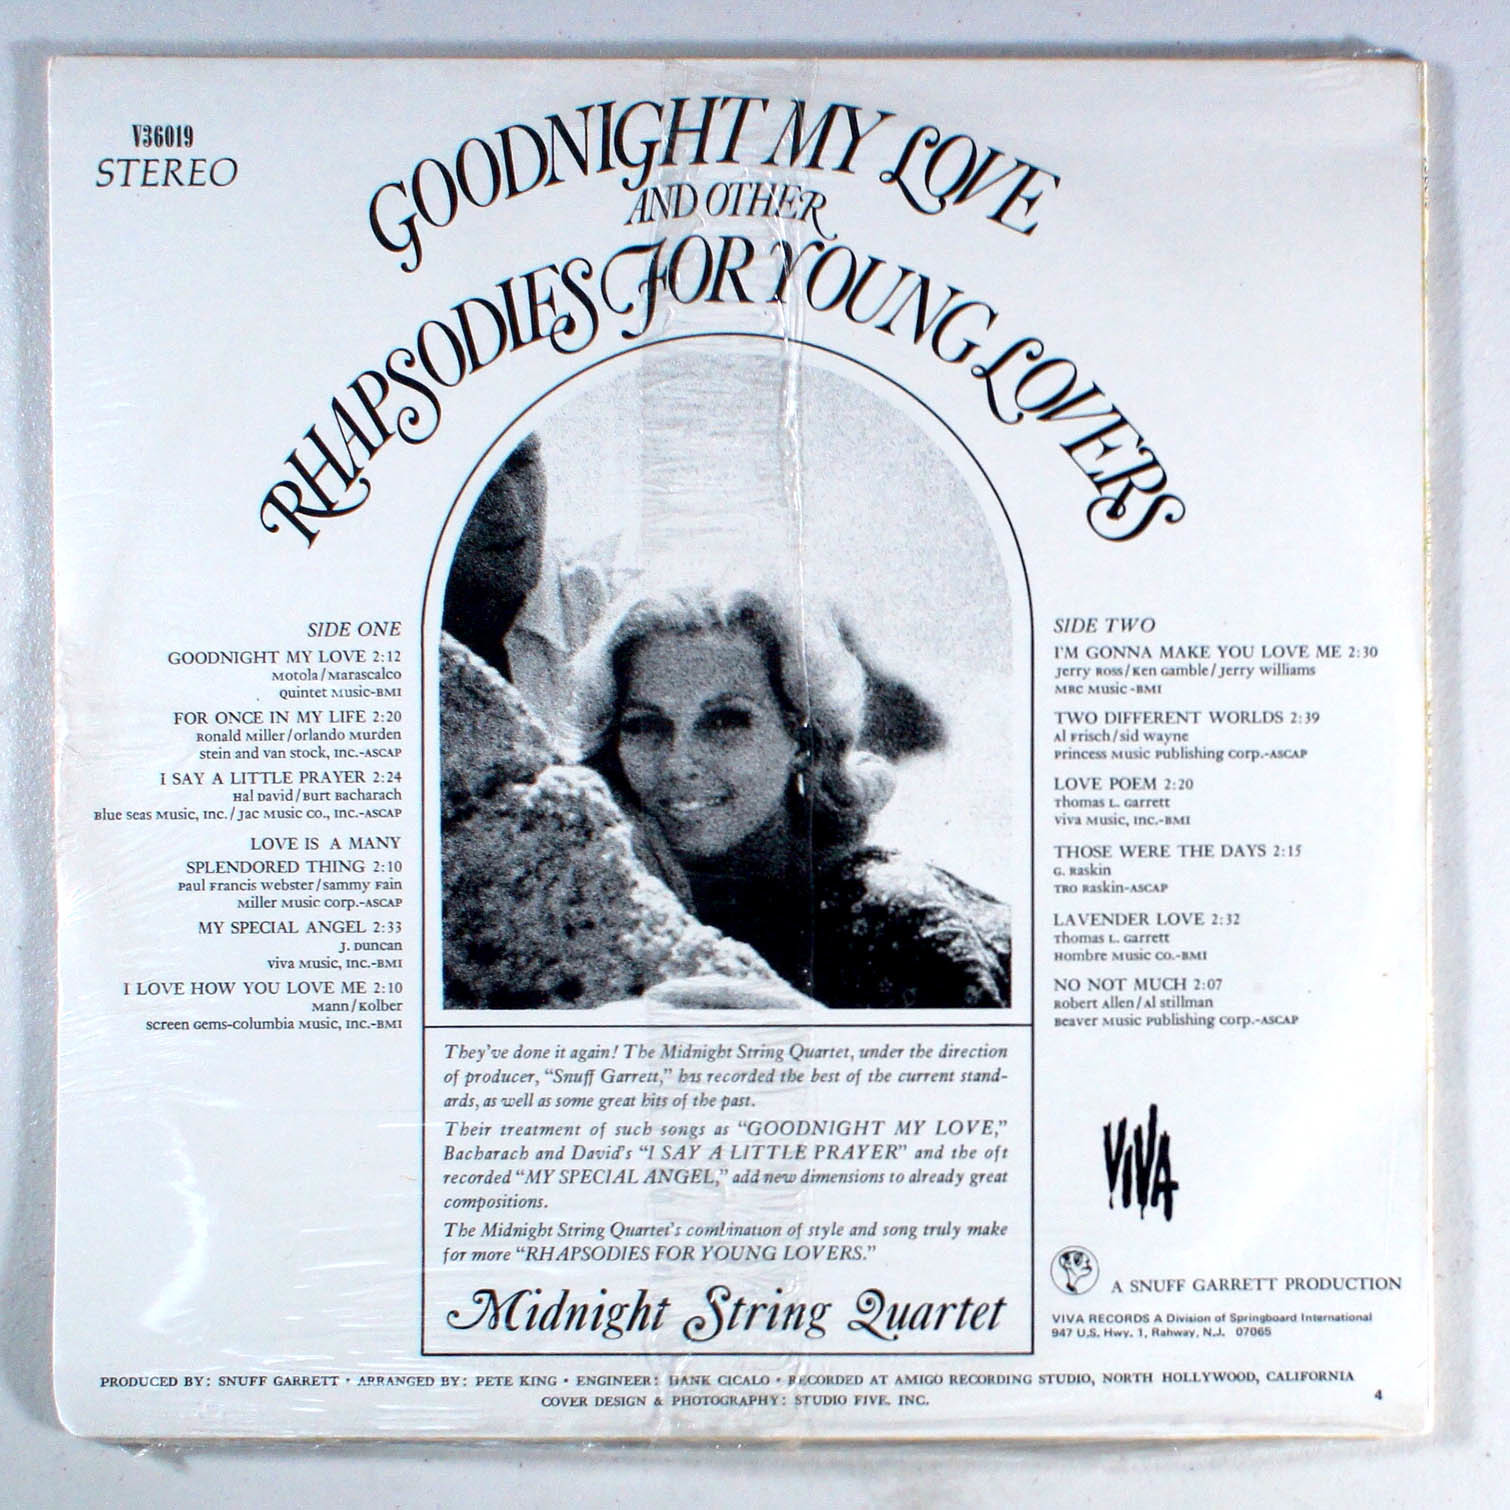 V36019
STEREO
GOODNIGHT MY LOVE
AND OTHER
RHAPSODIES FOR YOUNG LOVERS
SIDE ONE
GOODNIGHT MY LOVE 2:12
Motola/Marascalco
Quintet Music-BMI
FOR ONCE IN MY LIFE 2:20
Ronald Miller/Orlando Murden
Stein and Van Stock, Inc.-ASCAP
I SAY A LITTLE PRAYER 2:24
Hal David/Burt Bacharach
Blue Seas Music, Inc./Jac Music Co., Inc.-ASCAP
LOVE IS A MANY
SPLENDORED THING 2:10
Paul Francis Webster/Sammy Fain
Miller Music Corp.-ASCAP
MY SPECIAL ANGEL 2:33
J. Duncan
Viva Music, Inc.-BMI
I LOVE HOW YOU LOVE ME 2:10
Mann/Kolber
Screen Gems-Columbia Music, Inc.-BMI
SIDE TWO
I'M GONNA MAKE YOU LOVE ME 2:30
Jerry Ross/Ken Gamble/Jerry Williams
MRC Music-BMI
TWO DIFFERENT WORLDS 2:39
Al Frisch/Sid Wayne
Princess Music Publishing Corp.-ASCAP
LOVE POEM 2:20
Thomas L. Garrett
Viva Music, Inc.-BMI
THOSE WERE THE DAYS 2:15
G. Raskin
TRO Raskin-ASCAP
LAVENDER LOVE 2:32
Thomas L. Garrett
Hombre Music Co.-BMI
NO NOT MUCH 2:07
Robert Allen/Al Stillman
Beaver Music Publishing Corp.-ASCAP
They've done it again! The Midnight String Quartet, under the direction
of producer, "Snuff Garrett," has recorded the best of the current stand-
ards, as well as some great hits of the past.
Their treatment of such songs as "GOODNIGHT MY LOVE,"
Bacharach and David's "I SAY A LITTLE PRAYER" and the oft
recorded "MY SPECIAL ANGEL," add new dimensions to already great
compositions.
The Midnight String Quartet's combination of style and song truly make
for more "RHAPSODIES FOR YOUNG LOVERS."
Midnight String Quartet
VIVA
A SNUFF GARRETT PRODUCTION
VIVA RECORDS A Division of Springboard International
947 U.S. Hwy. 1, Rahway, N.J. 07065
PRODUCED BY: SNUFF GARRETT • ARRANGED BY: PETE KING • ENGINEER: HANK CICALO • RECORDED AT AMIGO RECORDING STUDIO, NORTH HOLLYWOOD, CALIFORNIA
COVER DESIGN & PHOTOGRAPHY: STUDIO FIVE, INC.
4